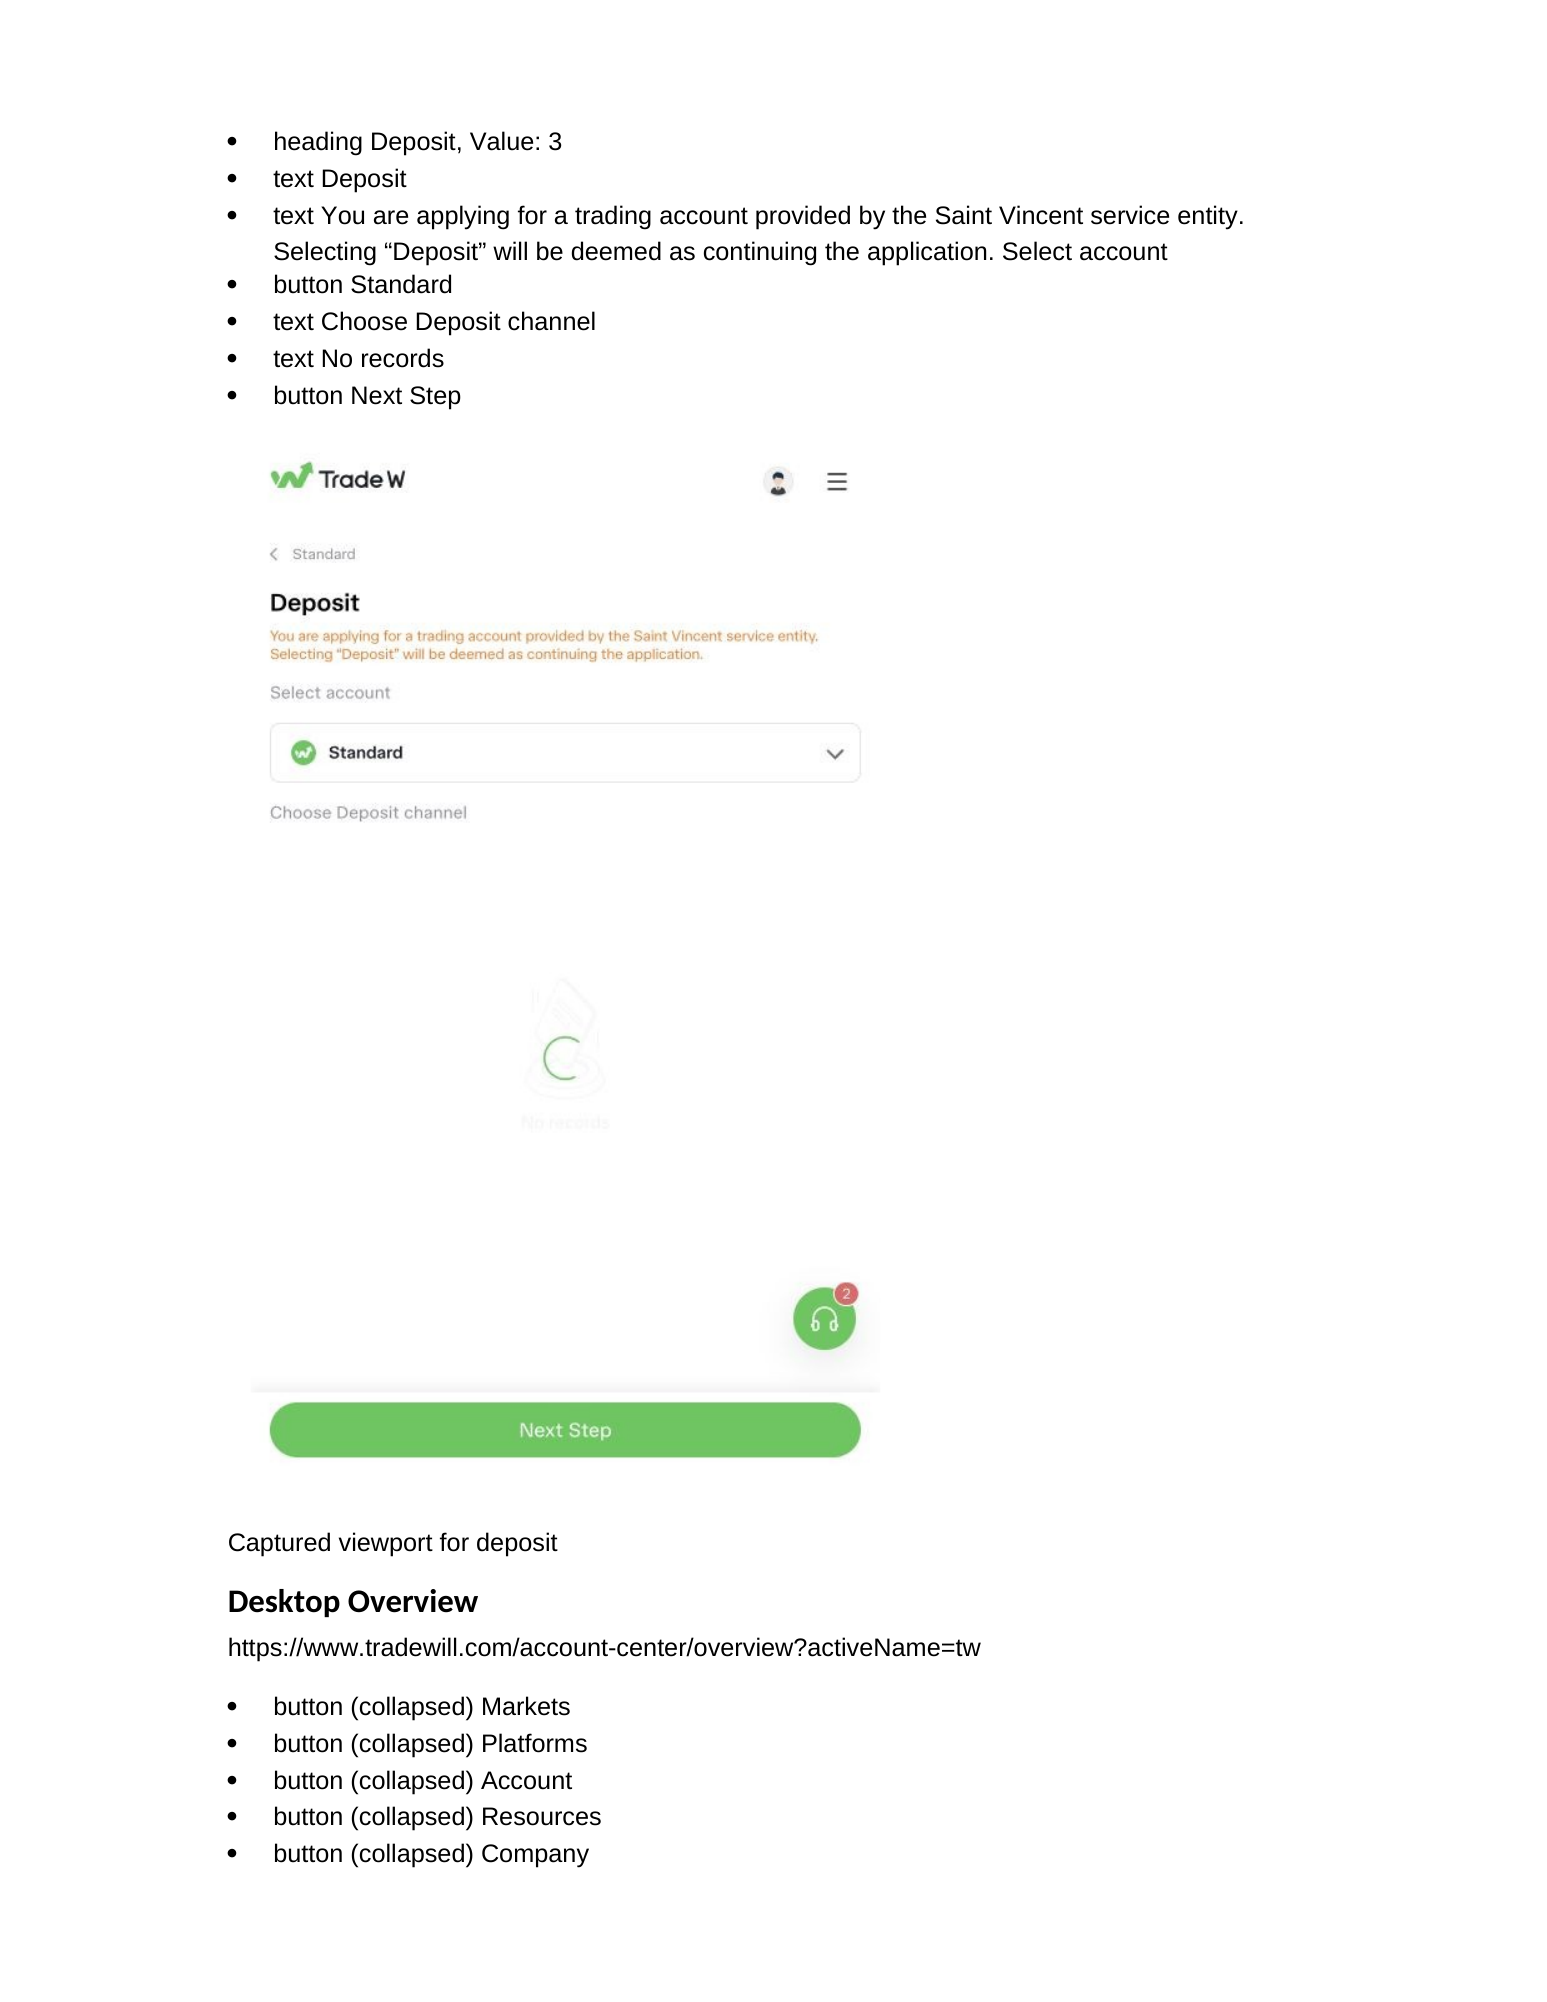 heading Deposit, Value: 3
text Deposit
text You are applying for a trading account provided by the Saint Vincent service entity.
Selecting “Deposit” will be deemed as continuing the application. Select account
button Standard
text Choose Deposit channel
text No records
button Next Step
Trade W
Standard
Deposit
You are applying for a trading account provided by the Saint Vincent service entity.
Selecting “Deposit” will be deemed as continuing the application.
Select account
Standard
Choose Deposit channel
No records
2
Next Step
Captured viewport for deposit
Desktop Overview
https://www.tradewill.com/account-center/overview?activeName=tw
button (collapsed) Markets
button (collapsed) Platforms
button (collapsed) Account
button (collapsed) Resources
button (collapsed) Company